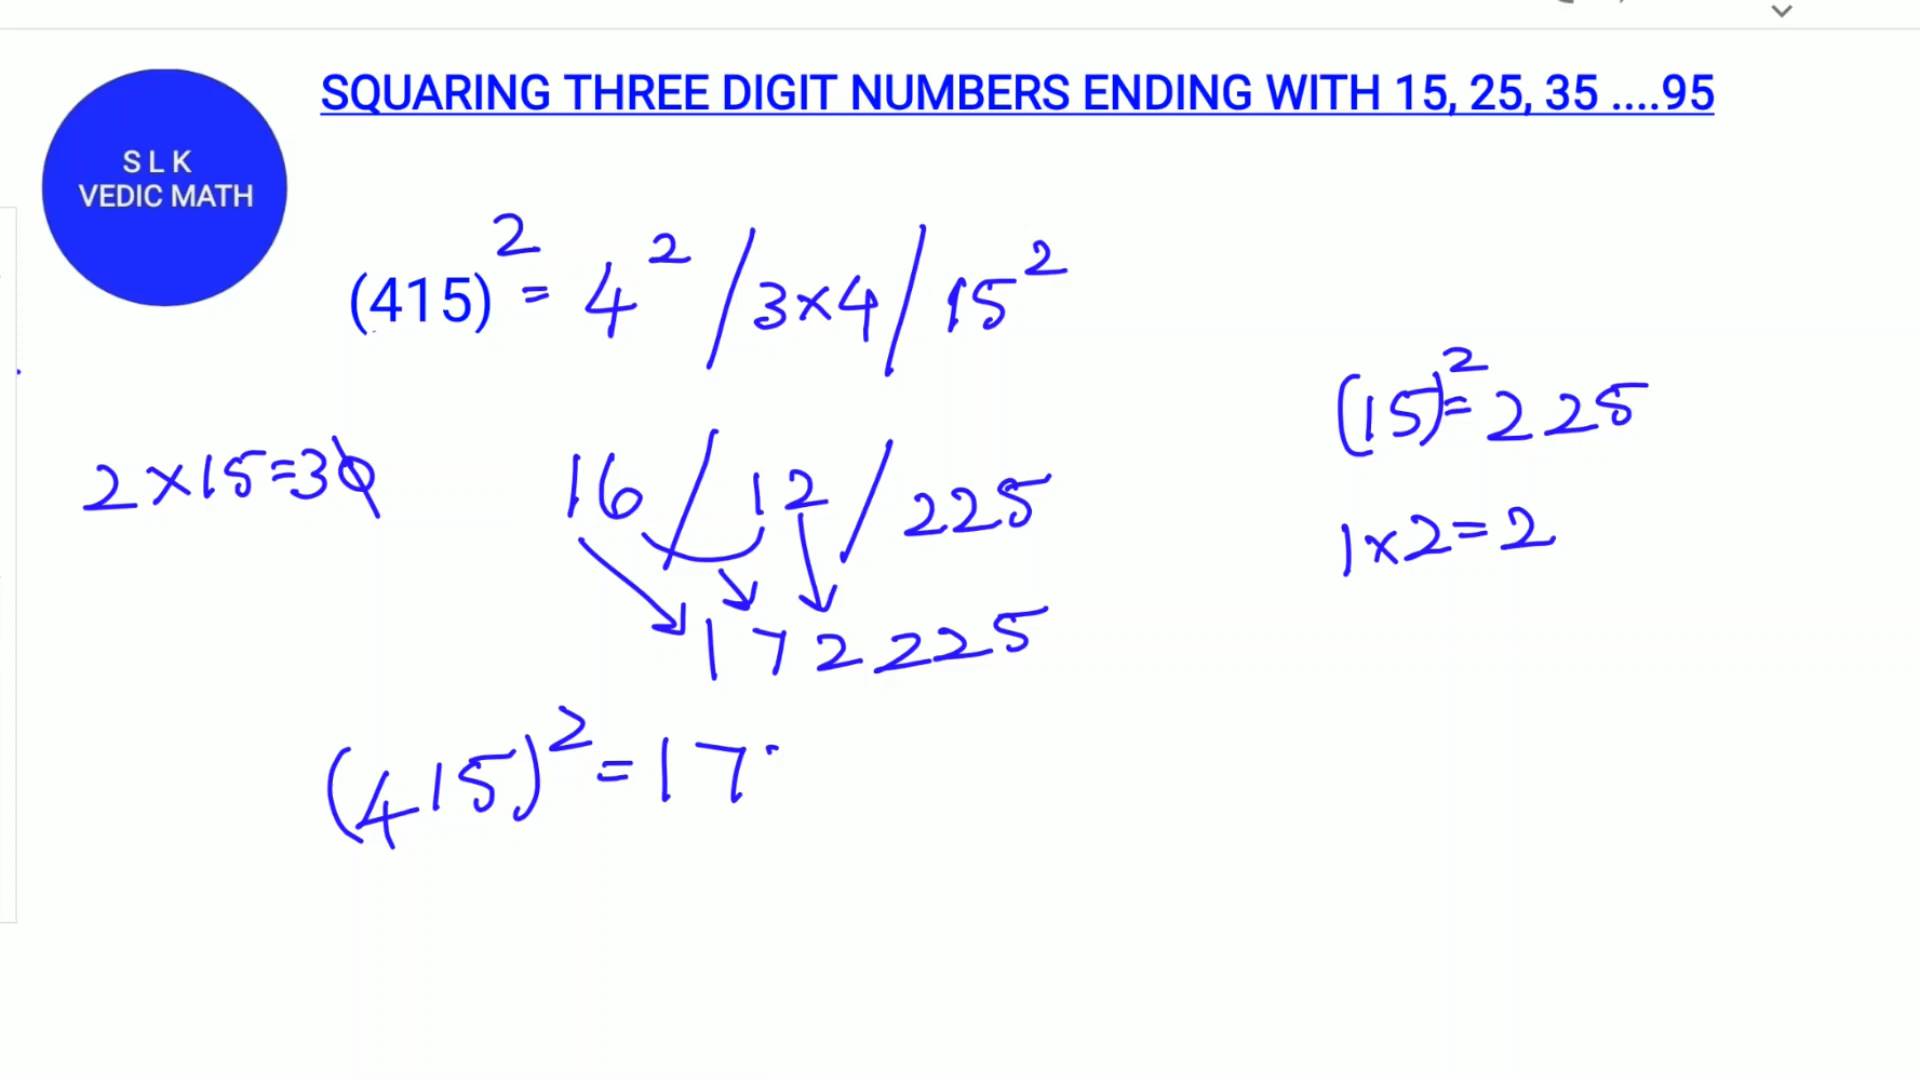 SQUARING THREE DIGIT NUMBERS ENDING WITH 15, 25, 35 ....95
S L K
VEDIC MATH
(415)² = 4² / 3×4 / 15²
(15)² = 225
2 × 15 = 30
16 / 12 / 225
1×2 = 2
172225
(415)² = 17